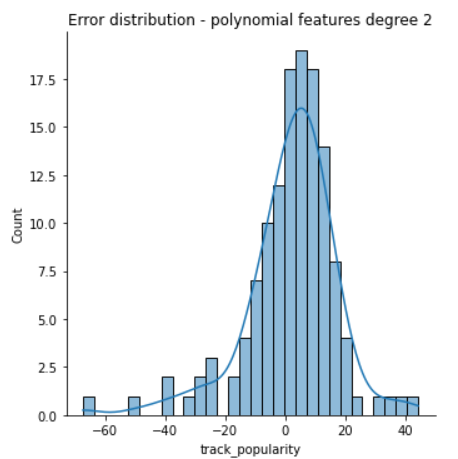 Error distribution - polynomial features degree 2
17.5
15.0
12.5
10.0
7.5
5.0
2.5
0.0
Count
−60 −40 −20 0 20 40
track_popularity